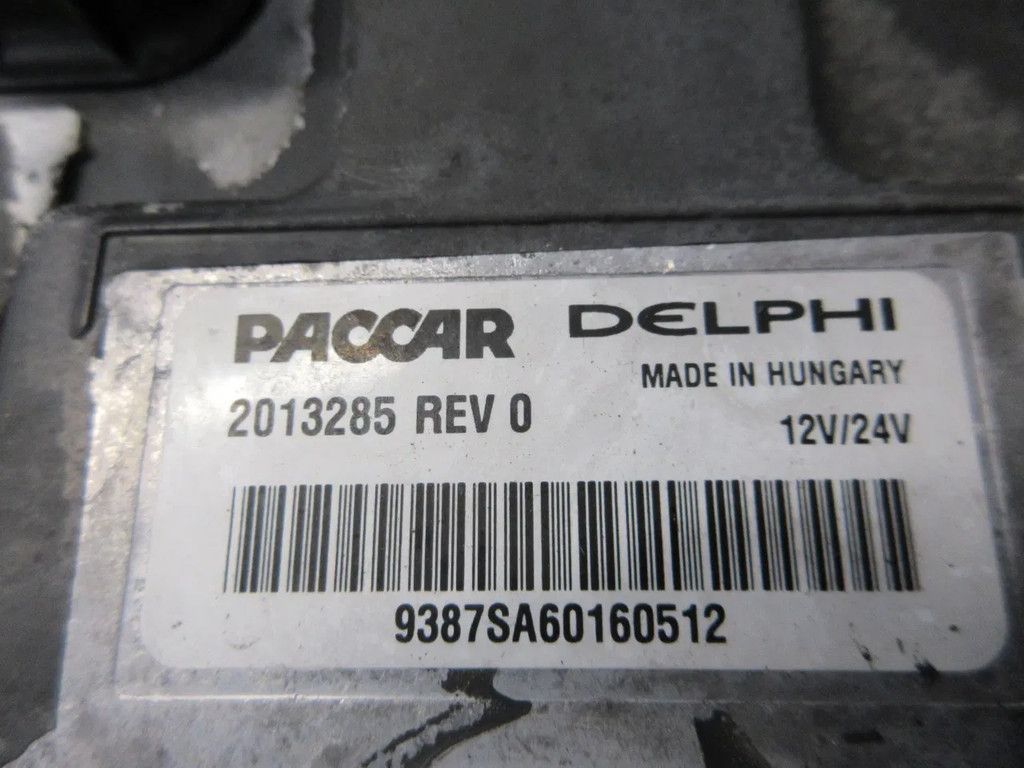 PACCAR DELPHI
MADE IN HUNGARY
2013285 REV 0
12V/24V
9387SA60160512